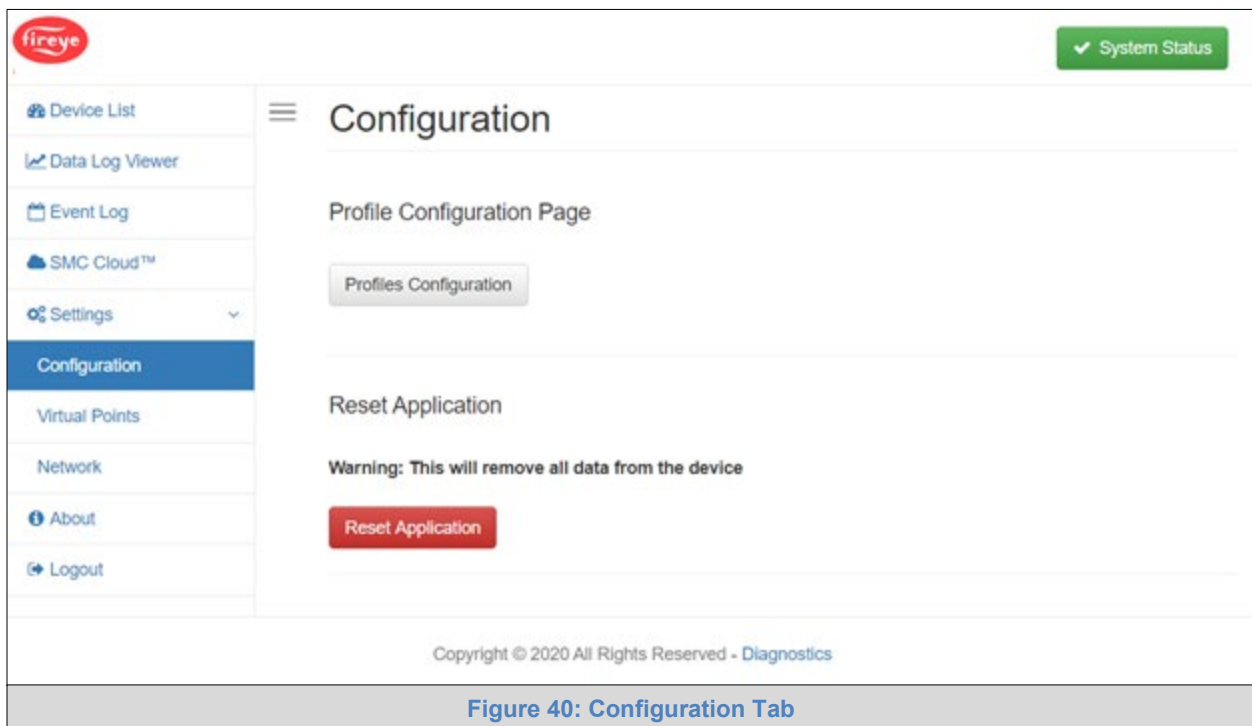 fireye
System Status
Device List
Data Log Viewer
Event Log
SMC Cloud™
Settings
Configuration
Virtual Points
Network
About
Logout
Configuration
Profile Configuration Page
Profiles Configuration
Reset Application
Warning: This will remove all data from the device
Reset Application
Copyright © 2020 All Rights Reserved - Diagnostics
Figure 40: Configuration Tab